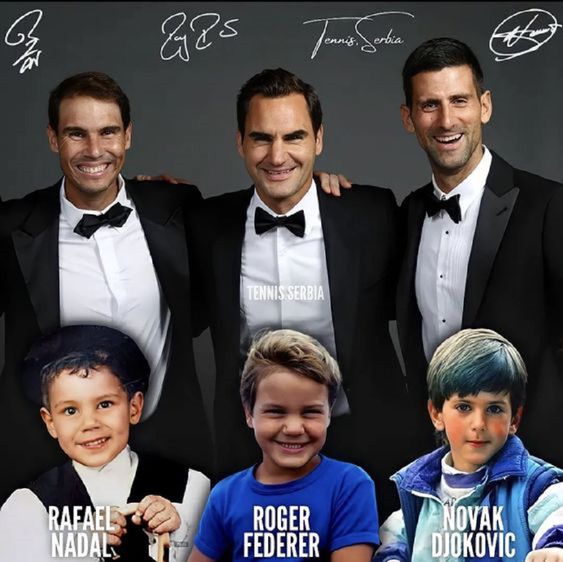 Tennis.Serbia
TENNIS.SERBIA
RAFAEL
NADAL
ROGER
FEDERER
NOVAK
DJOKOVIC